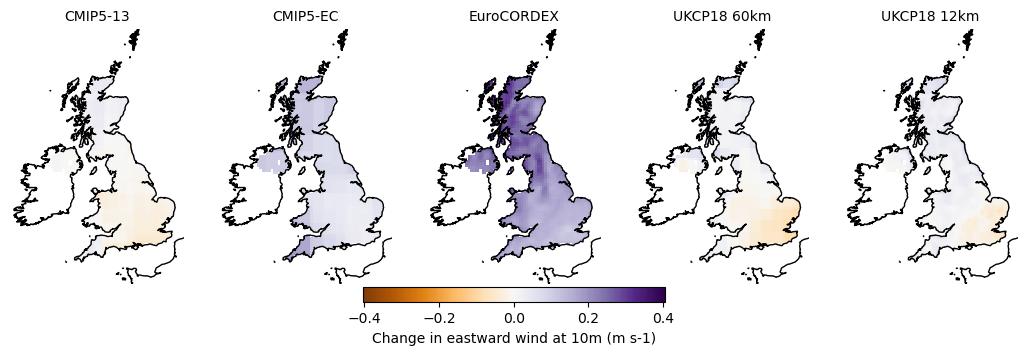 CMIP5-13 CMIP5-EC EuroCORDEX UKCP18 60km UKCP18 12km
−0.4 −0.2 0.0 0.2 0.4
Change in eastward wind at 10m (m s-1)